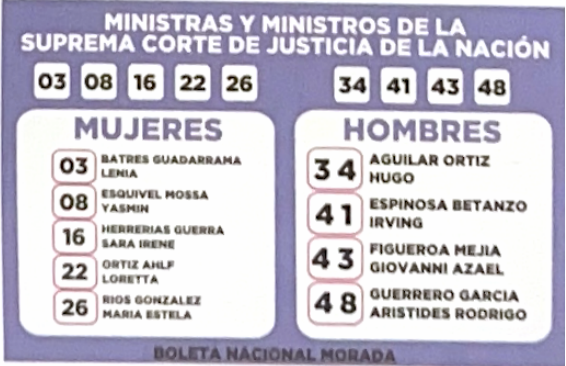 MINISTRAS Y MINISTROS DE LA
SUPREMA CORTE DE JUSTICIA DE LA NACIÓN
03 08 16 22 26
34 41 43 48
MUJERES
03 BATRES GUADARRAMA
LENIA
08 ESQUIVEL MOSSA
YASMIN
16 HERRERIAS GUERRA
SARA IRENE
22 ORTIZ AHLF
LORETTA
26 RIOS GONZALEZ
MARIA ESTELA
HOMBRES
34 AGUILAR ORTIZ
HUGO
41 ESPINOSA BETANZO
IRVING
43 FIGUEROA MEJIA
GIOVANNI AZAEL
48 GUERRERO GARCIA
ARISTIDES RODRIGO
BOLETA NACIONAL MORADA